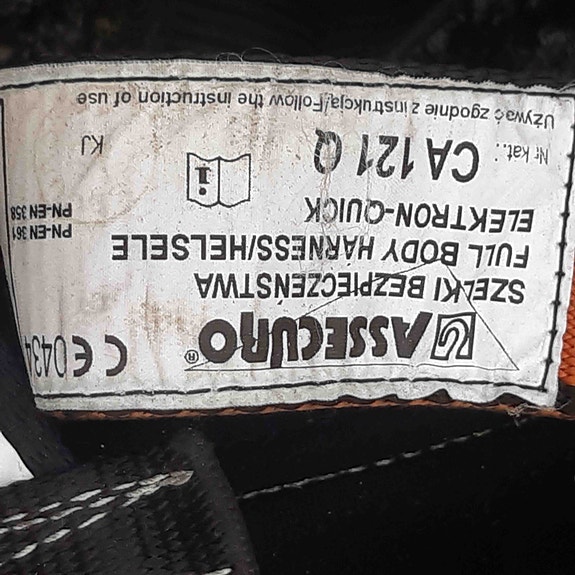 ASSECURO® CE 0434
SZELKI BEZPIECZEŃSTWA
FULL BODY HARNESS/HELSELE
ELEKTRON-QUICK
PN-EN 361
PN-EN 358
Nr kat.: CA 121 Q
i
KJ
Używać zgodnie z instrukcją/Follow the instruction of use